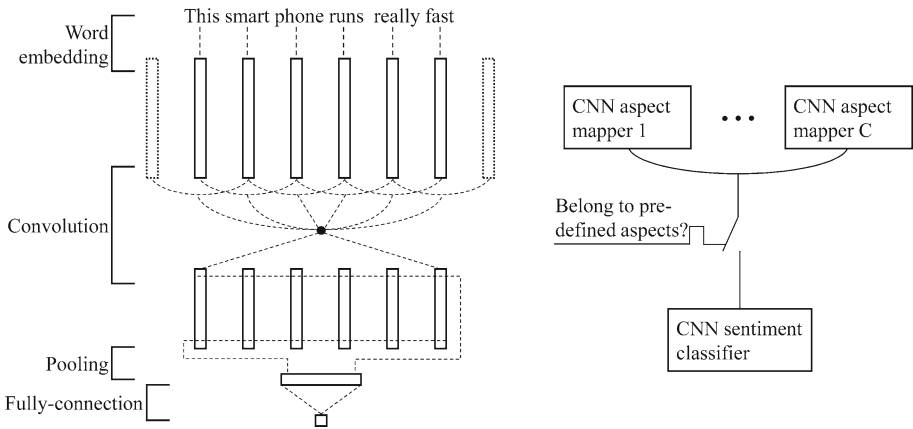 This smart phone runs really fast
Word
embedding
Convolution
Pooling
Fully-connection
CNN aspect
mapper 1
...
CNN aspect
mapper C
Belong to pre-
defined aspects?
CNN sentiment
classifier